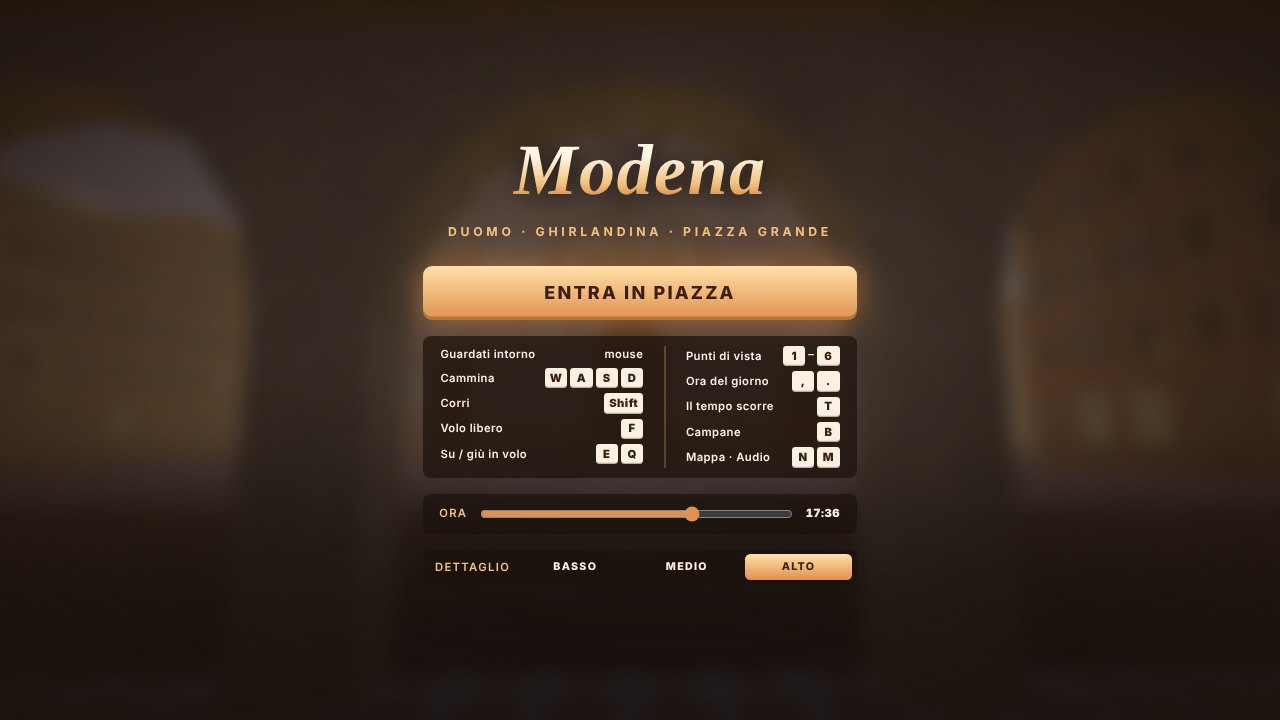 Modena
DUOMO · GHIRLANDINA · PIAZZA GRANDE
ENTRA IN PIAZZA
Guardati intorno mouse
Cammina W A S D
Corri Shift
Volo libero F
Su / giù in volo E Q
Punti di vista 1 – 6
Ora del giorno , .
Il tempo scorre T
Campane B
Mappa · Audio N M
ORA 17:36
DETTAGLIO BASSO MEDIO ALTO